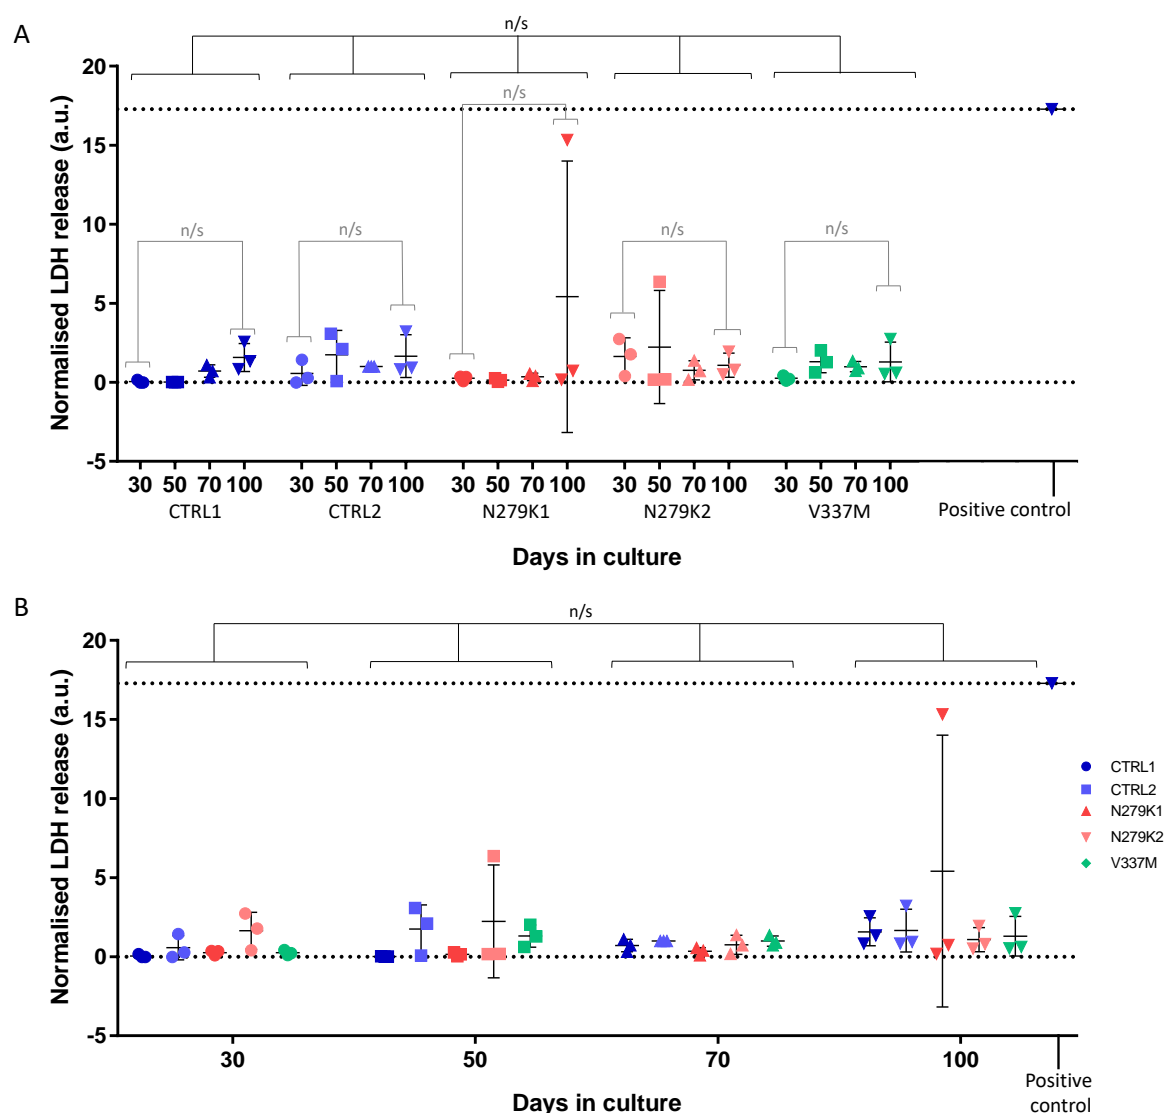 A
n/s
20
n/s
15
10
n/s
n/s
n/s
n/s
5
0
-5
Normalised LDH release (a.u.)
30 50 70 100 30 50 70 100 30 50 70 100 30 50 70 100 30 50 70 100
CTRL1 CTRL2 N279K1 N279K2 V337M Positive control
Days in culture
B
n/s
20
15
10
5
0
-5
Normalised LDH release (a.u.)
CTRL1
CTRL2
N279K1
N279K2
V337M
30 50 70 100
Positive
control
Days in culture